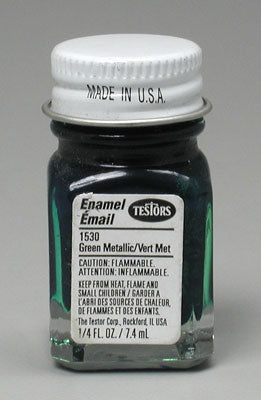 MADE IN U.S.A.
Enamel TESTORS
Émail
1530
Green Metallic/Vert Met
CAUTION: FLAMMABLE.
ATTENTION: INFLAMMABLE.
KEEP FROM HEAT, FLAME AND
SMALL CHILDREN / GARDER A
L'ABRI DES SOURCES DE CHALEUR,
DE FLAMMES ET DES ENFANTS.
The Testor Corp., Rockford, IL USA
1/4 FL. OZ. / 7.4 mL